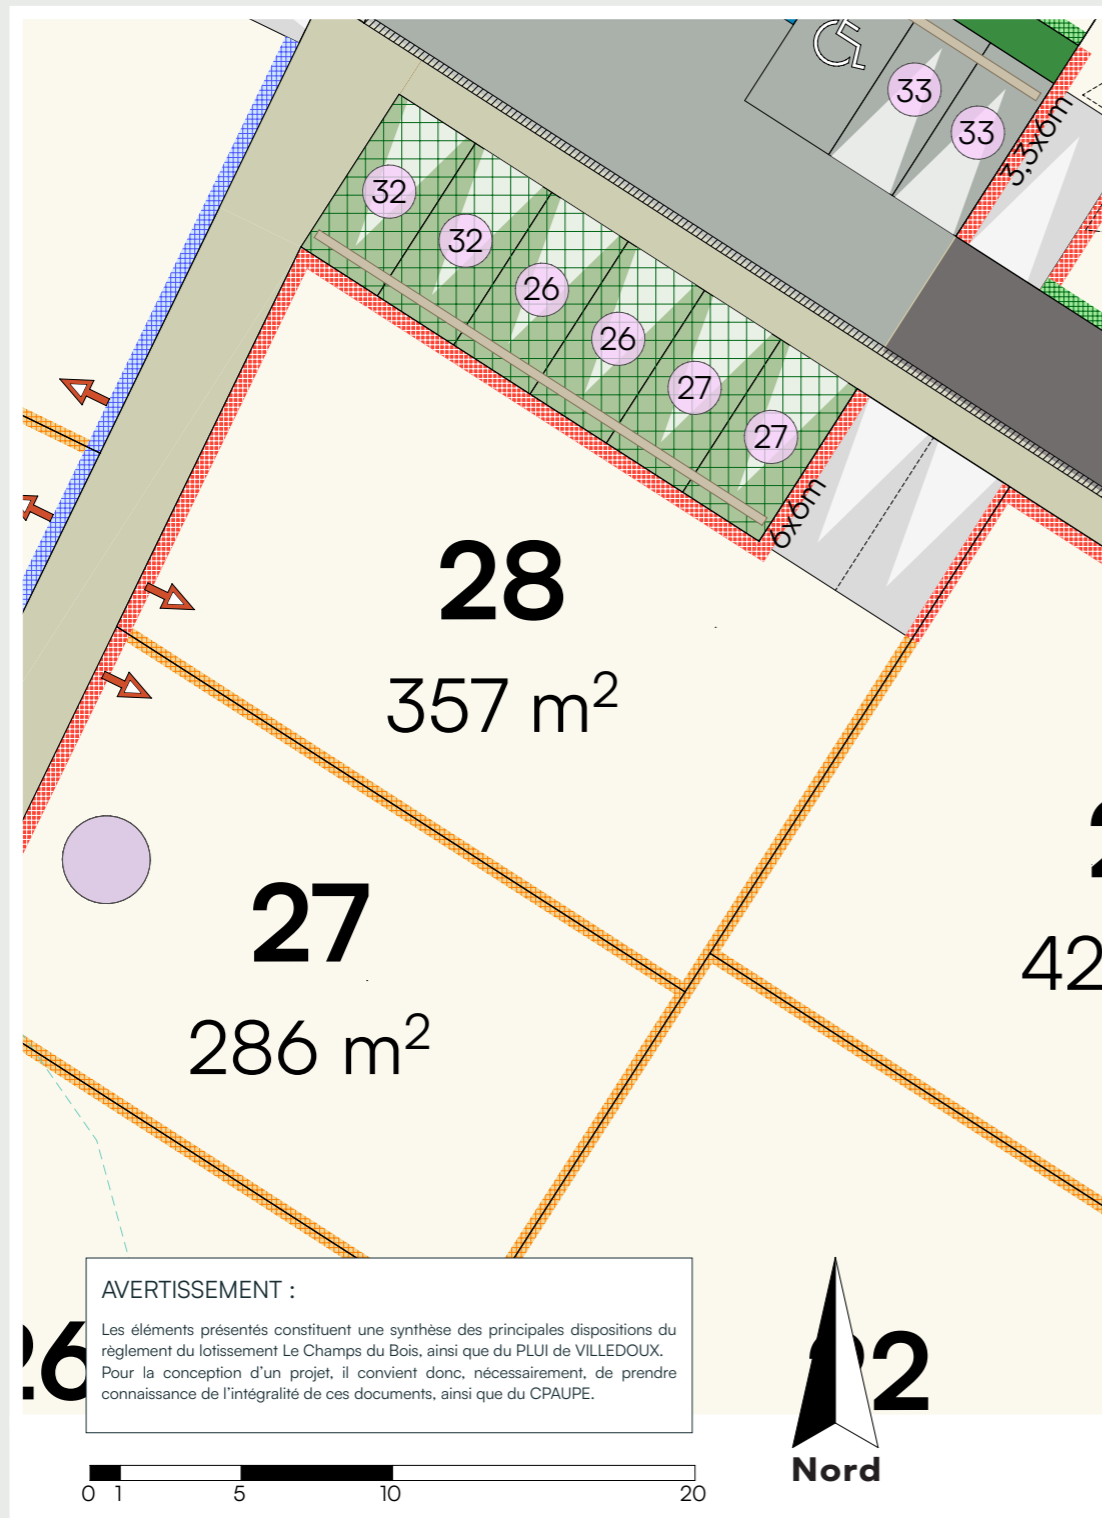 33
33
3,3x6m
32
32
26
26
27
27
6x6m
28
357 m²
27
286 m²
42
AVERTISSEMENT :
Les éléments présentés constituent une synthèse des principales dispositions du
règlement du lotissement Le Champs du Bois, ainsi que du PLUI de VILLEDOUX.
Pour la conception d'un projet, il convient donc, nécessairement, de prendre
connaissance de l'intégralité de ces documents, ainsi que du CPAUPE.
26
22
Nord
0 1 5 10 20